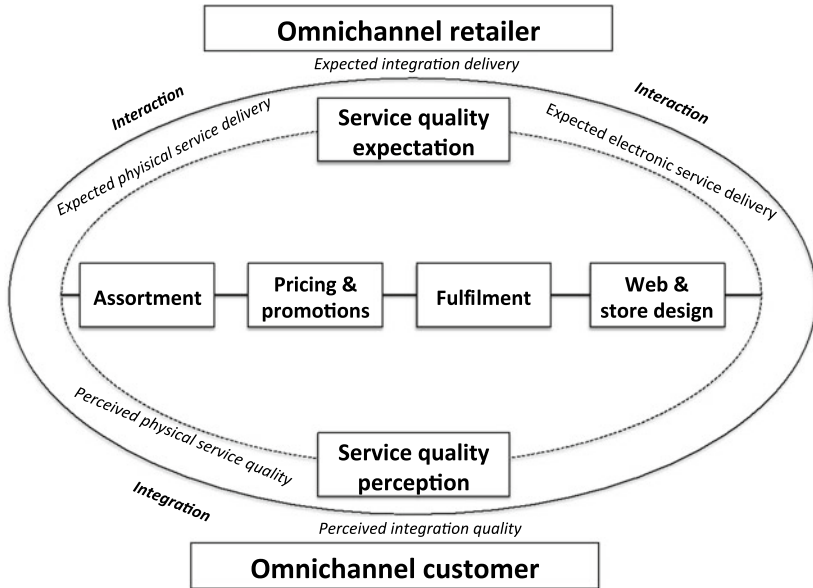 Omnichannel retailer
Expected integration delivery
Interaction
Interaction
Expected phyisical service delivery
Service quality
expectation
Expected electronic service delivery
Assortment
Pricing &
promotions
Fulfilment
Web &
store design
Perceived physical service quality
Service quality
perception
Integration
Perceived integration quality
Omnichannel customer